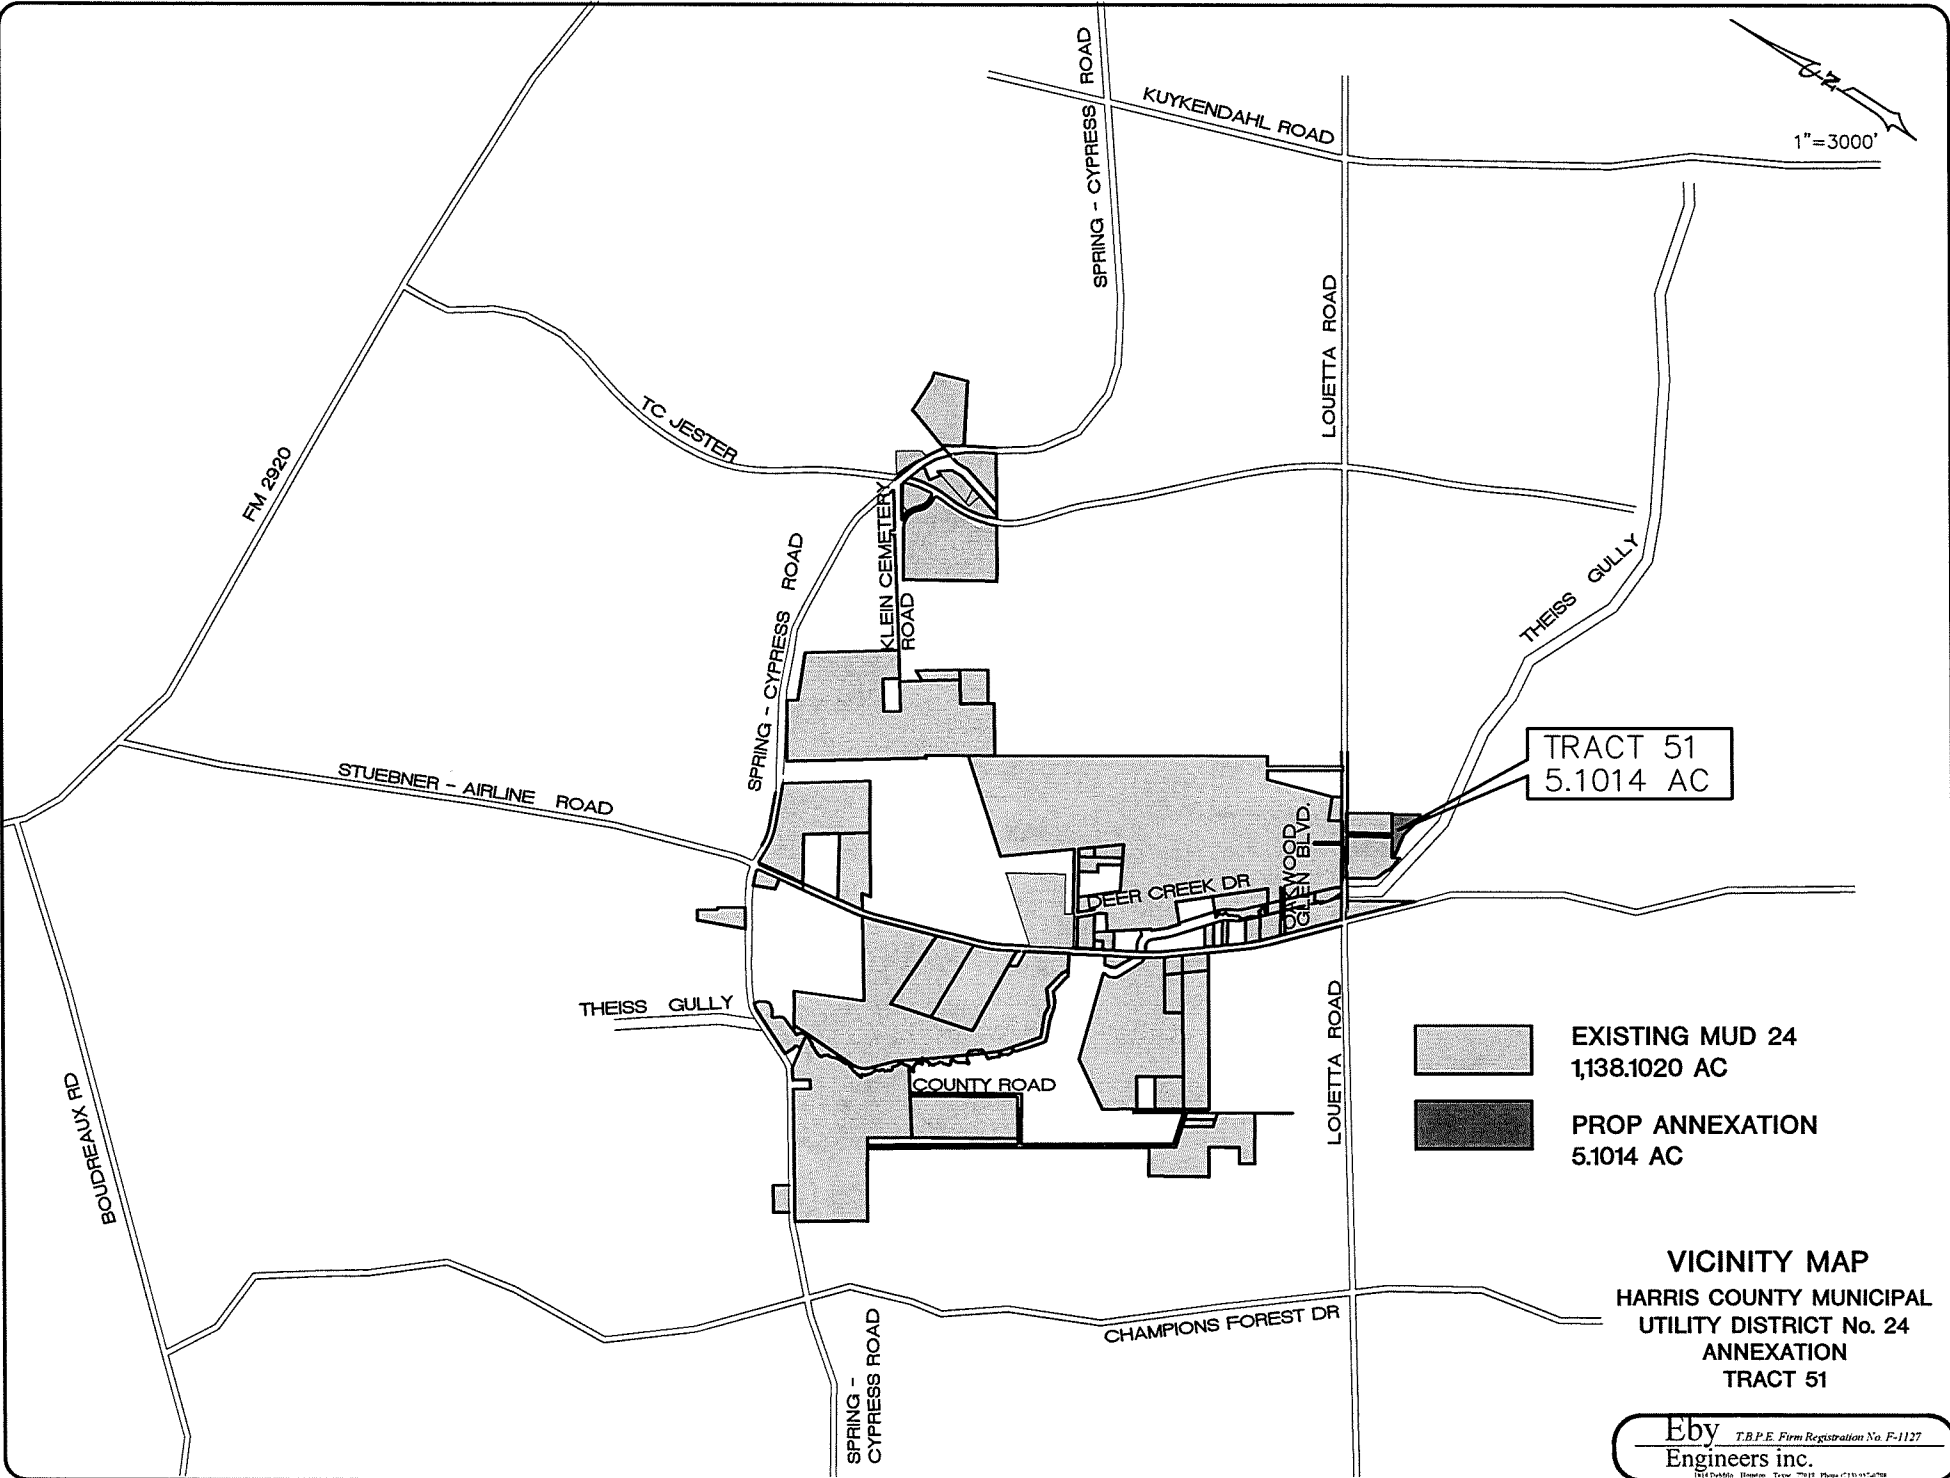 SPRING - CYPRESS ROAD
KUYKENDAHL ROAD
N
1"=3000'
LOUETTA ROAD
TC JESTER
FM 2920
KLEIN CEMETERY
ROAD
SPRING - CYPRESS ROAD
THEISS GULLY
TRACT 51
5.1014 AC
STUEBNER - AIRLINE ROAD
OAKWOOD
GLEN BLVD.
DEER CREEK DR
THEISS GULLY
COUNTY ROAD
LOUETTA ROAD
BOUDREAUX RD
EXISTING MUD 24
1,138.1020 AC
PROP ANNEXATION
5.1014 AC
CHAMPIONS FOREST DR
SPRING -
CYPRESS ROAD
VICINITY MAP
HARRIS COUNTY MUNICIPAL
UTILITY DISTRICT No. 24
ANNEXATION
TRACT 51
Eby T.B.P.E. Firm Registration No. F-1127
Engineers inc.